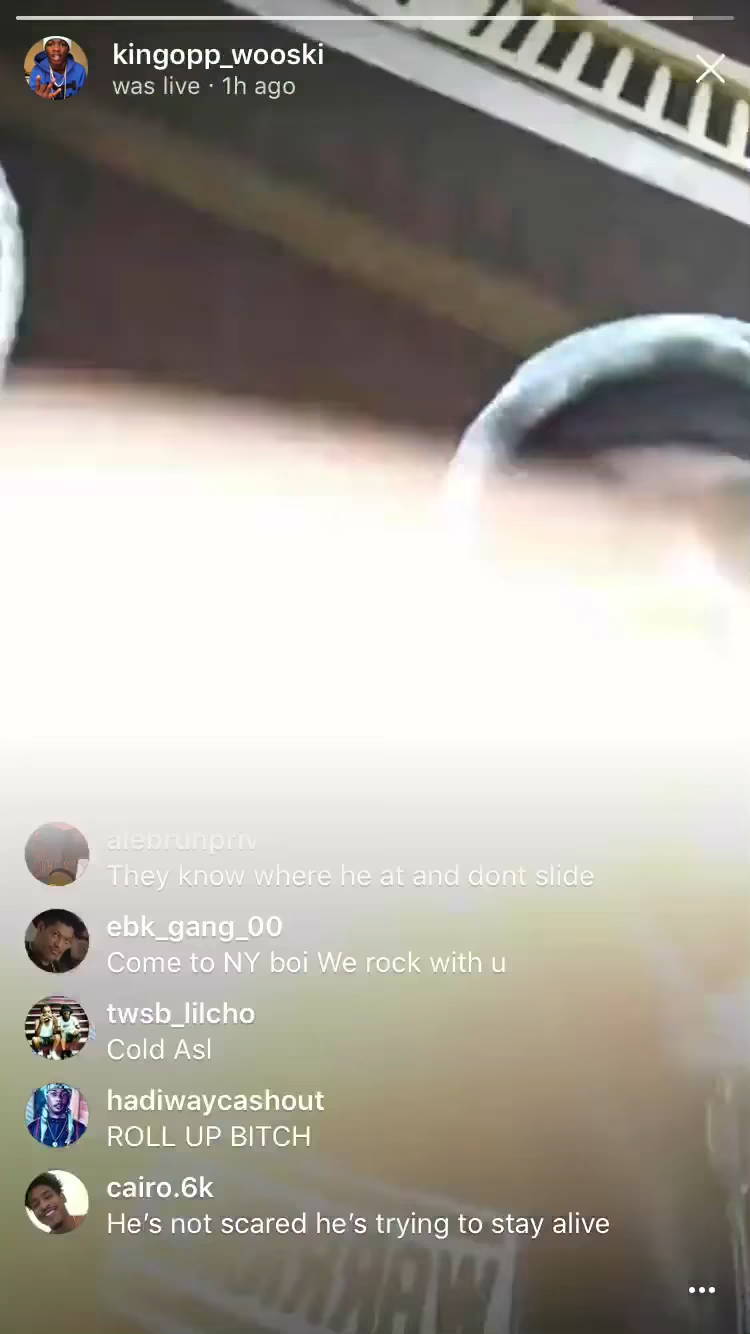 kingopp_wooski
was live · 1h ago
alebruhpriv
They know where he at and dont slide
ebk_gang_00
Come to NY boi We rock with u
twsb_lilcho
Cold Asl
hadiwaycashout
ROLL UP BITCH
cairo.6k
He’s not scared he’s trying to stay alive